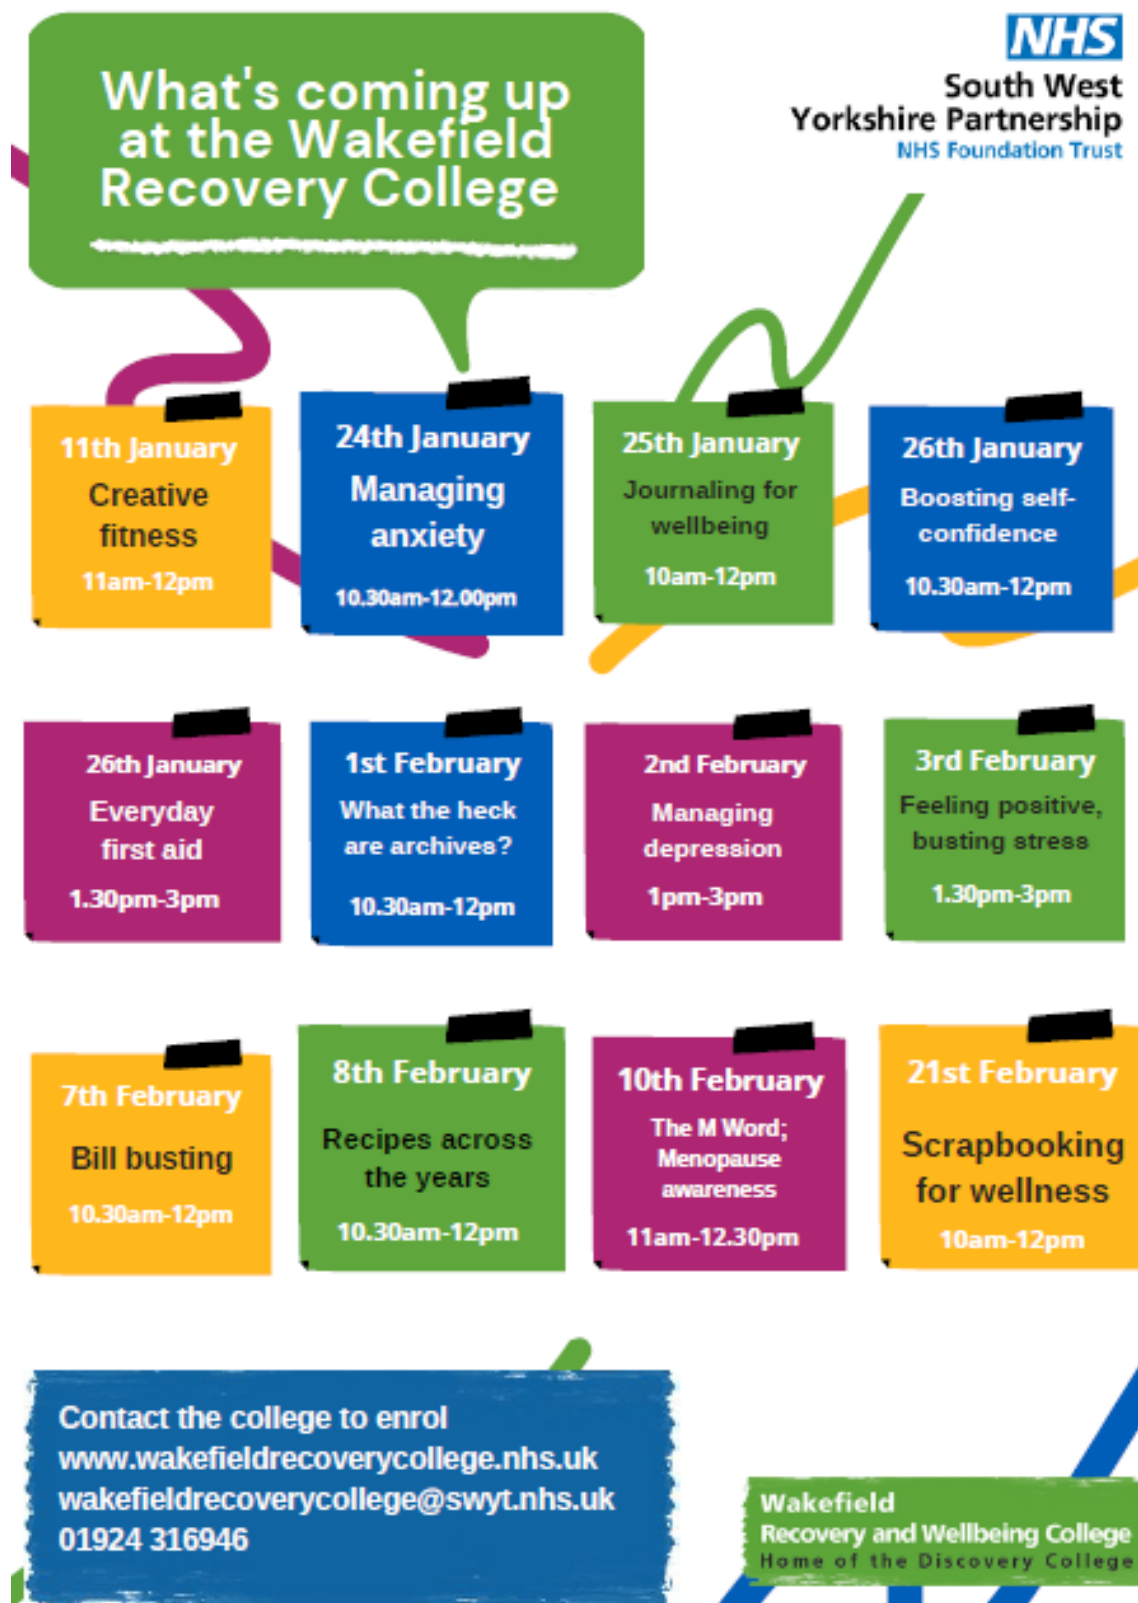 What's coming up
at the Wakefield
Recovery College
NHS
South West
Yorkshire Partnership
NHS Foundation Trust
11th January
Creative
fitness
11am-12pm
24th January
Managing
anxiety
10.30am-12.00pm
25th January
Journaling for
wellbeing
10am-12pm
26th January
Boosting self-
confidence
10.30am-12pm
26th January
Everyday
first aid
1.30pm-3pm
1st February
What the heck
are archives?
10.30am-12pm
2nd February
Managing
depression
1pm-3pm
3rd February
Feeling positive,
busting stress
1.30pm-3pm
7th February
Bill busting
10.30am-12pm
8th February
Recipes across
the years
10.30am-12pm
10th February
The M Word;
Menopause
awareness
11am-12.30pm
21st February
Scrapbooking
for wellness
10am-12pm
Contact the college to enrol
www.wakefieldrecoverycollege.nhs.uk
wakefieldrecoverycollege@swyt.nhs.uk
01924 316946
Wakefield
Recovery and Wellbeing College
Home of the Discovery College